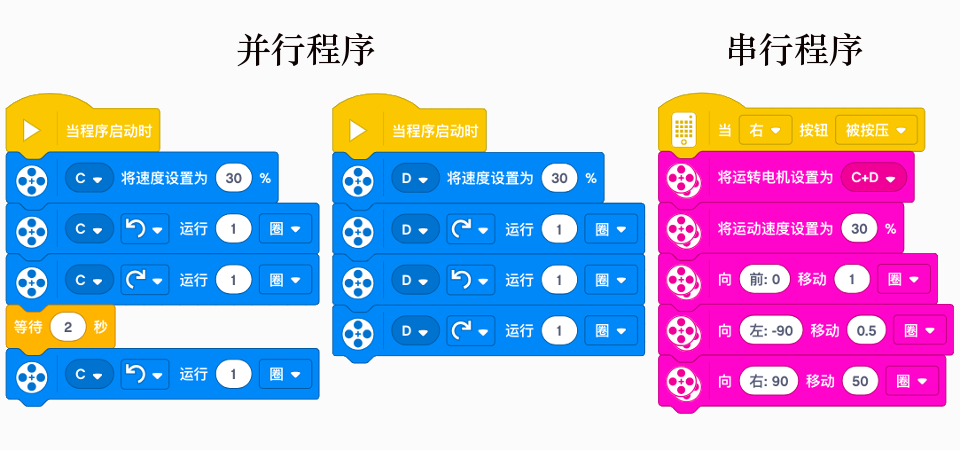 并行程序
当程序启动时
C 将速度设置为 30 %
C 运行 1 圈
C 运行 1 圈
等待 2 秒
C 运行 1 圈
当程序启动时
D 将速度设置为 30 %
D 运行 1 圈
D 运行 1 圈
D 运行 1 圈
串行程序
当 右 按钮 被按压
将运转电机设置为 C+D
将运动速度设置为 30 %
向 前: 0 移动 1 圈
向 左: -90 移动 0.5 圈
向 右: 90 移动 50 圈